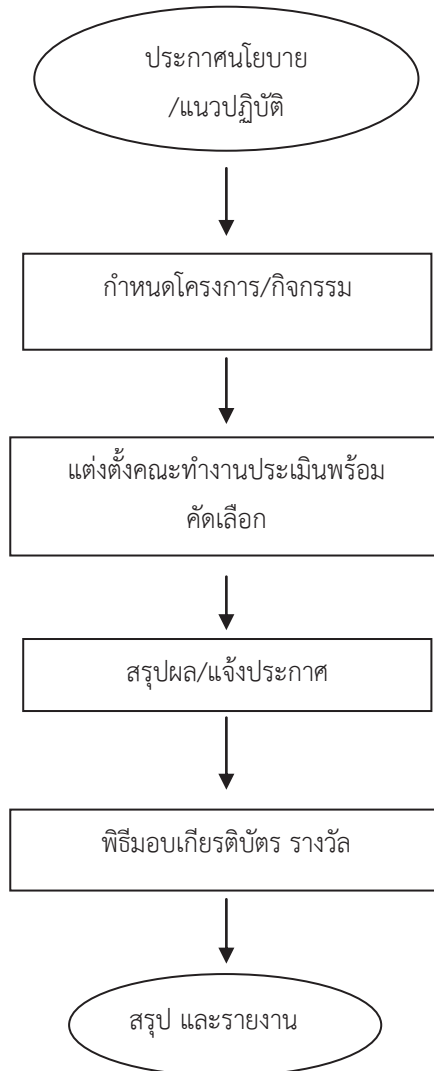 ประกาศนโยบาย
/แนวปฏิบัติ
กำหนดโครงการ/กิจกรรม
แต่งตั้งคณะทำงานประเมินพร้อม
คัดเลือก
สรุปผล/แจ้งประกาศ
พิธีมอบเกียรติบัตร รางวัล
สรุป และรายงาน